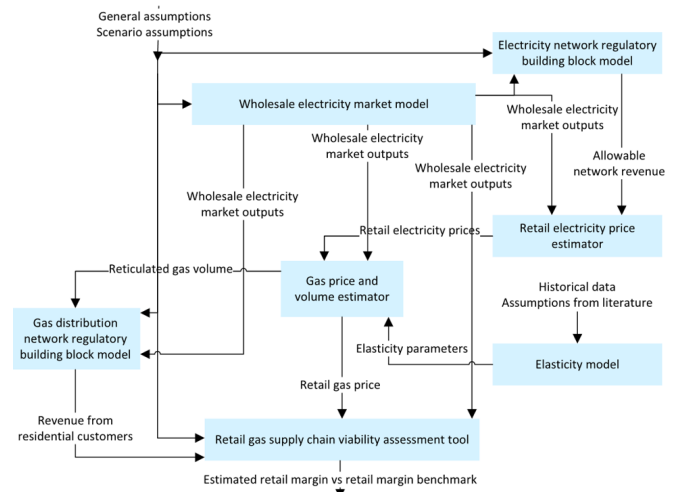 General assumptions
Scenario assumptions
Electricity network regulatory
building block model
Wholesale electricity market model
Wholesale electricity
market outputs
Wholesale electricity
market outputs
Wholesale electricity
market outputs
Allowable
network revenue
Wholesale electricity
market outputs
Retail electricity prices
Retail electricity price
estimator
Reticulated gas volume
Gas price and
volume estimator
Historical data
Assumptions from literature
Gas distribution
network regulatory
building block model
Elasticity parameters
Elasticity model
Retail gas price
Revenue from
residential customers
Retail gas supply chain viability assessment tool
Estimated retail margin vs retail margin benchmark